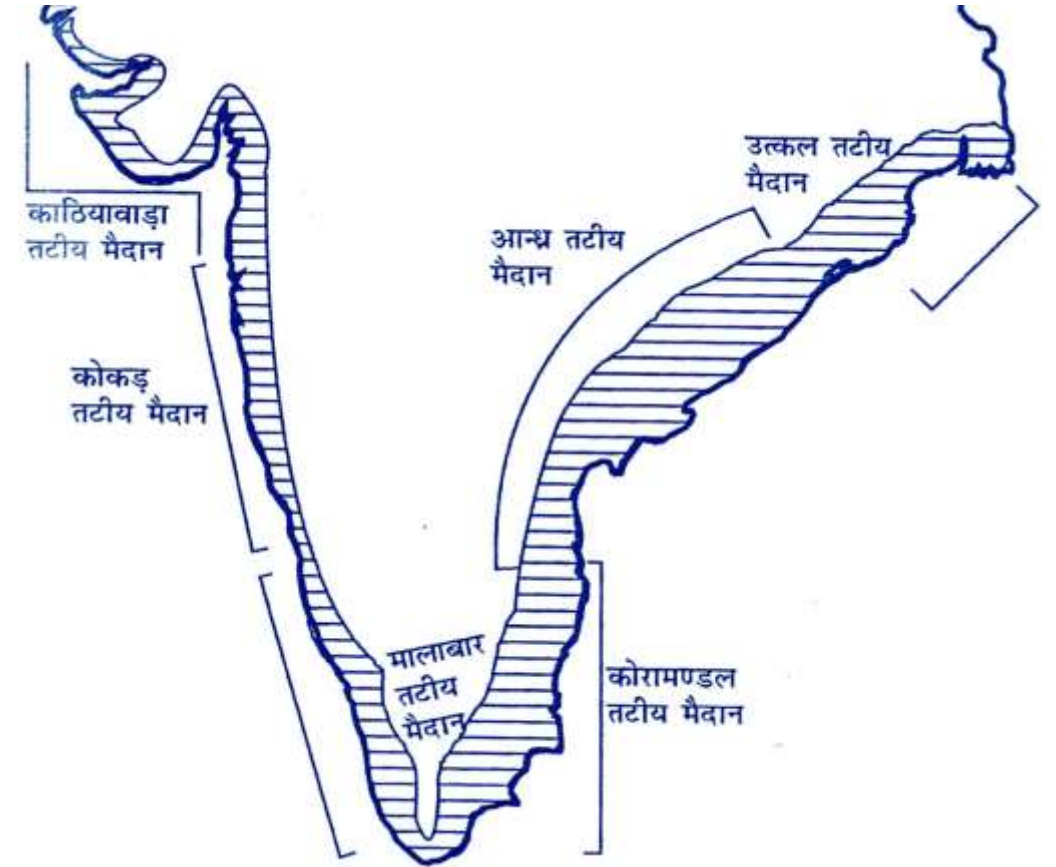 उत्कल तटीय
मैदान
काठियावाड़ा
तटीय मैदान
आन्ध्र तटीय
मैदान
कोकड़
तटीय मैदान
मालाबार
तटीय
मैदान
कोरामण्डल
तटीय मैदान